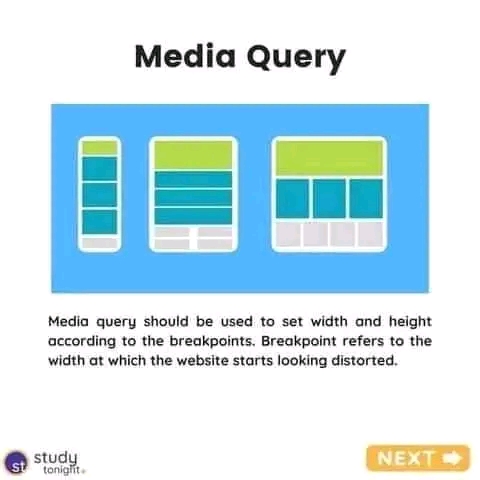 Media Query
Media query should be used to set width and height
according to the breakpoints. Breakpoint refers to the
width at which the website starts looking distorted.
st study
tonight
NEXT